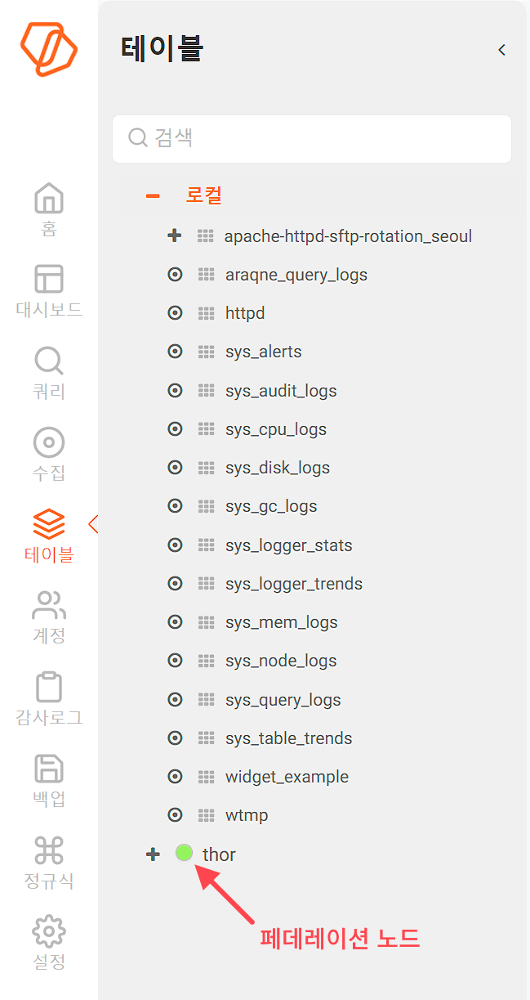 테이블
검색
로컬
apache-httpd-sftp-rotation_seoul
araqne_query_logs
httpd
sys_alerts
sys_audit_logs
sys_cpu_logs
sys_disk_logs
sys_gc_logs
sys_logger_stats
sys_logger_trends
sys_mem_logs
sys_node_logs
sys_query_logs
sys_table_trends
widget_example
wtmp
thor
페데레이션 노드
홈
대시보드
쿼리
수집
테이블
계정
감사로그
백업
정규식
설정